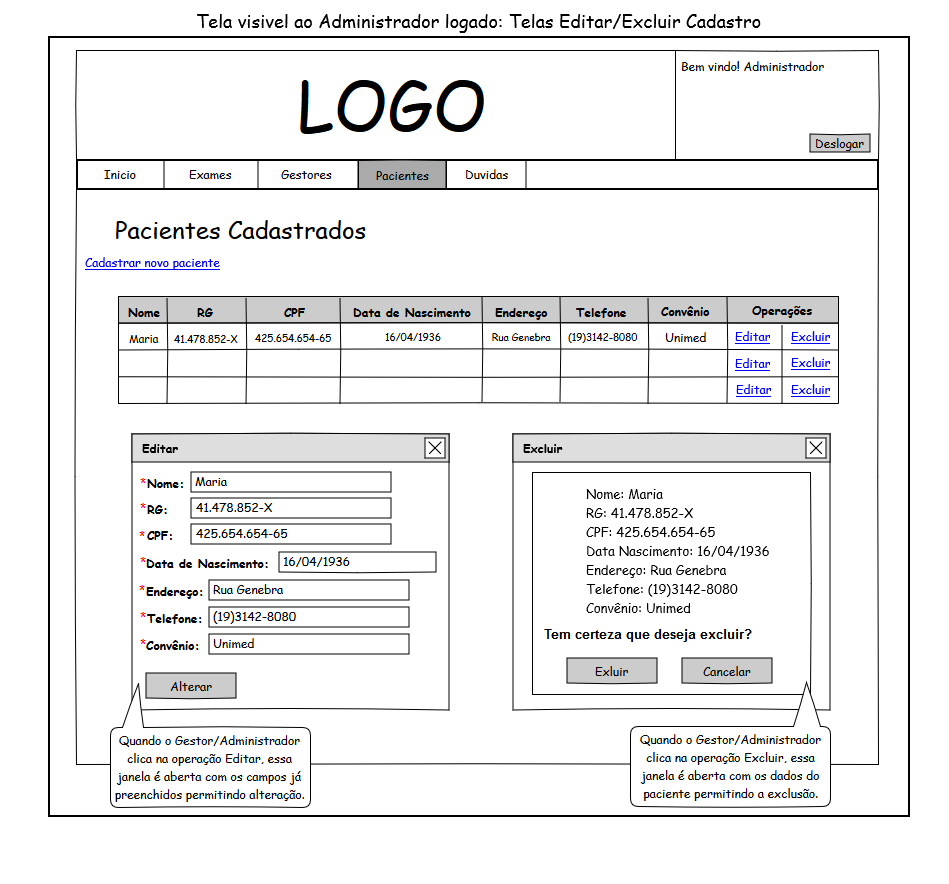 Tela visivel ao Administrador logado: Telas Editar/Excluir Cadastro
LOGO
Bem vindo! Administrador
Deslogar
Inicio Exames Gestores Pacientes Duvidas
Pacientes Cadastrados
Cadastrar novo paciente
Nome RG CPF Data de Nascimento Endereço Telefone Convênio Operações
Maria 41.478.852-X 425.654.654-65 16/04/1936 Rua Genebra (19)3142-8080 Unimed Editar Excluir
Editar Excluir
Editar Excluir
Editar
*Nome: Maria
*RG: 41.478.852-X
*CPF: 425.654.654-65
*Data de Nascimento: 16/04/1936
*Endereço: Rua Genebra
*Telefone: (19)3142-8080
*Convênio: Unimed
Alterar
Quando o Gestor/Administrador
clica na operação Editar, essa
janela é aberta com os campos já
preenchidos permitindo alteração.
Excluir
Nome: Maria
RG: 41.478.852-X
CPF: 425.654.654-65
Data Nascimento: 16/04/1936
Endereço: Rua Genebra
Telefone: (19)3142-8080
Convênio: Unimed
Tem certeza que deseja excluir?
Exluir Cancelar
Quando o Gestor/Administrador
clica na operação Excluir, essa
janela é aberta com os dados do
paciente permitindo a exclusão.